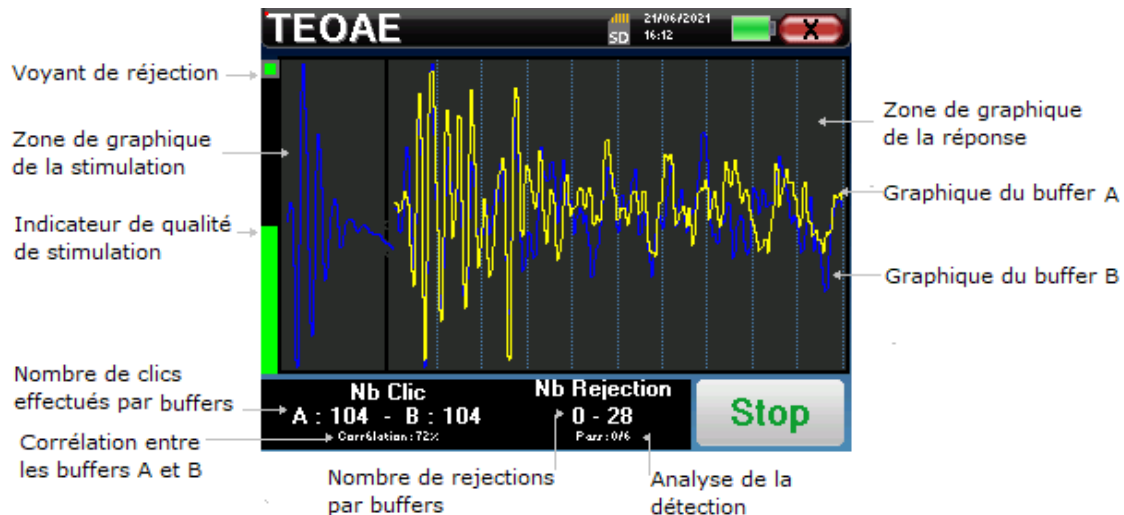 TEOAE
SD
21/06/2021
16:12
X
Voyant de réjection
Zone de graphique
de la stimulation
Indicateur de qualité
de stimulation
Zone de graphique
de la réponse
Graphique du buffer A
Graphique du buffer B
Nombre de clics
effectués par buffers
Corrélation entre
les buffers A et B
Nb Clic
A : 104 - B : 104
Corrélation : 72%
Nb Rejection
0 - 28
Pass : 0/6
Stop
Nombre de rejections
par buffers
Analyse de la
détection